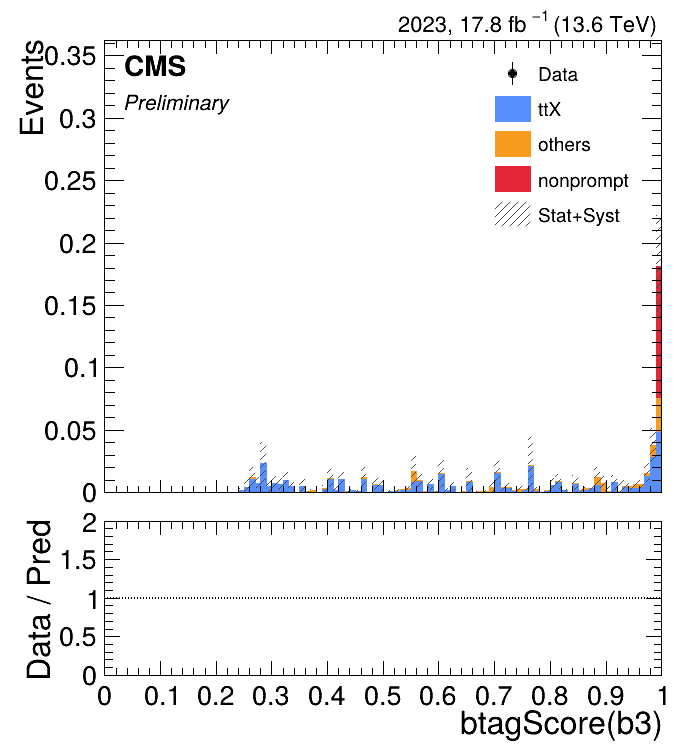 2023, 17.8 fb⁻¹ (13.6 TeV)
CMS
Preliminary
Data
ttX
others
nonprompt
Stat+Syst
Events
0.35
0.3
0.25
0.2
0.15
0.1
0.05
0
Data / Pred
2
1.5
1
0.5
0
0 0.1 0.2 0.3 0.4 0.5 0.6 0.7 0.8 0.9 1
btagScore(b3)